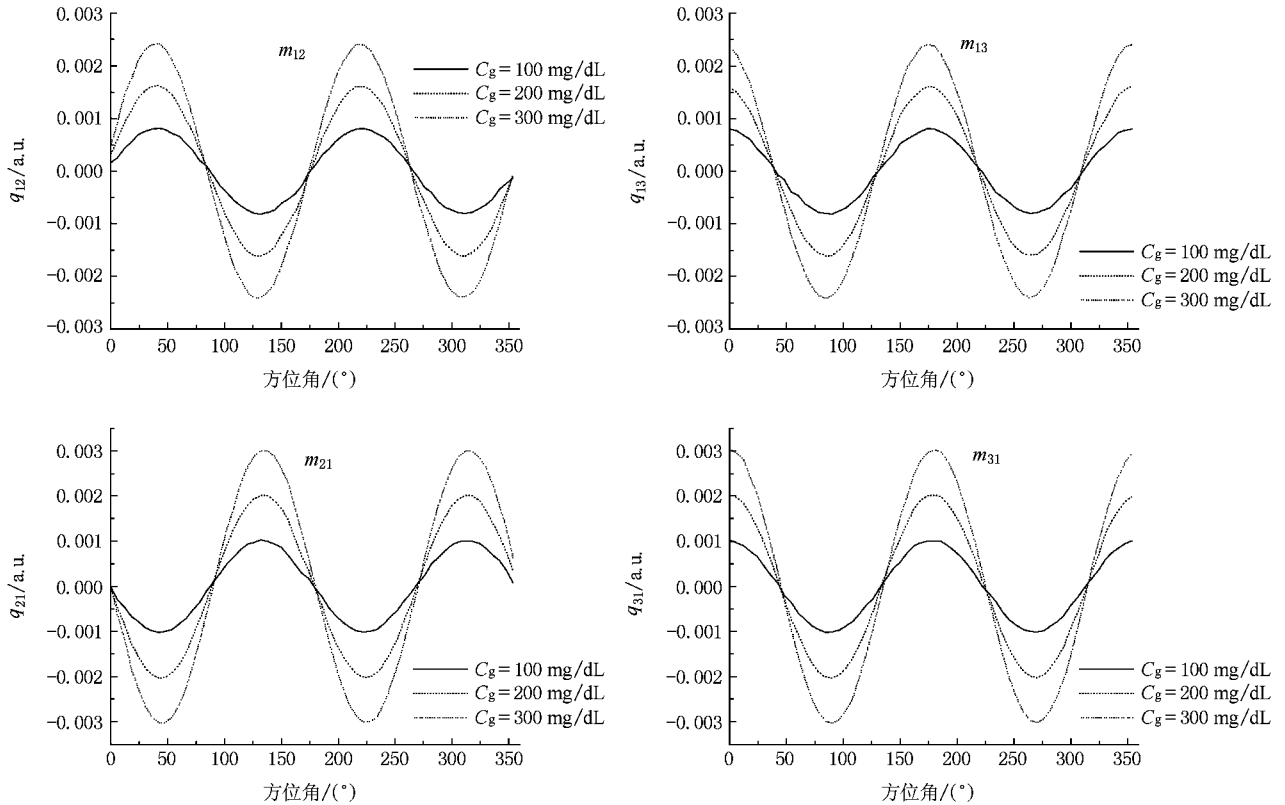 0.003
0.002
0.001
0.000
−0.001
−0.002
−0.003
q12/a.u.
m12
Cg=100 mg/dL
Cg=200 mg/dL
Cg=300 mg/dL
0 50 100 150 200 250 300 350
方位角/(°)
0.003
0.002
0.001
0.000
−0.001
−0.002
−0.003
q13/a.u.
m13
Cg=100 mg/dL
Cg=200 mg/dL
Cg=300 mg/dL
0 50 100 150 200 250 300 350
方位角/(°)
0.003
0.002
0.001
0.000
−0.001
−0.002
−0.003
q21/a.u.
m21
Cg=100 mg/dL
Cg=200 mg/dL
Cg=300 mg/dL
0 50 100 150 200 250 300 350
方位角/(°)
0.003
0.002
0.001
0.000
−0.001
−0.002
−0.003
q31/a.u.
m31
Cg=100 mg/dL
Cg=200 mg/dL
Cg=300 mg/dL
0 50 100 150 200 250 300 350
方位角/(°)